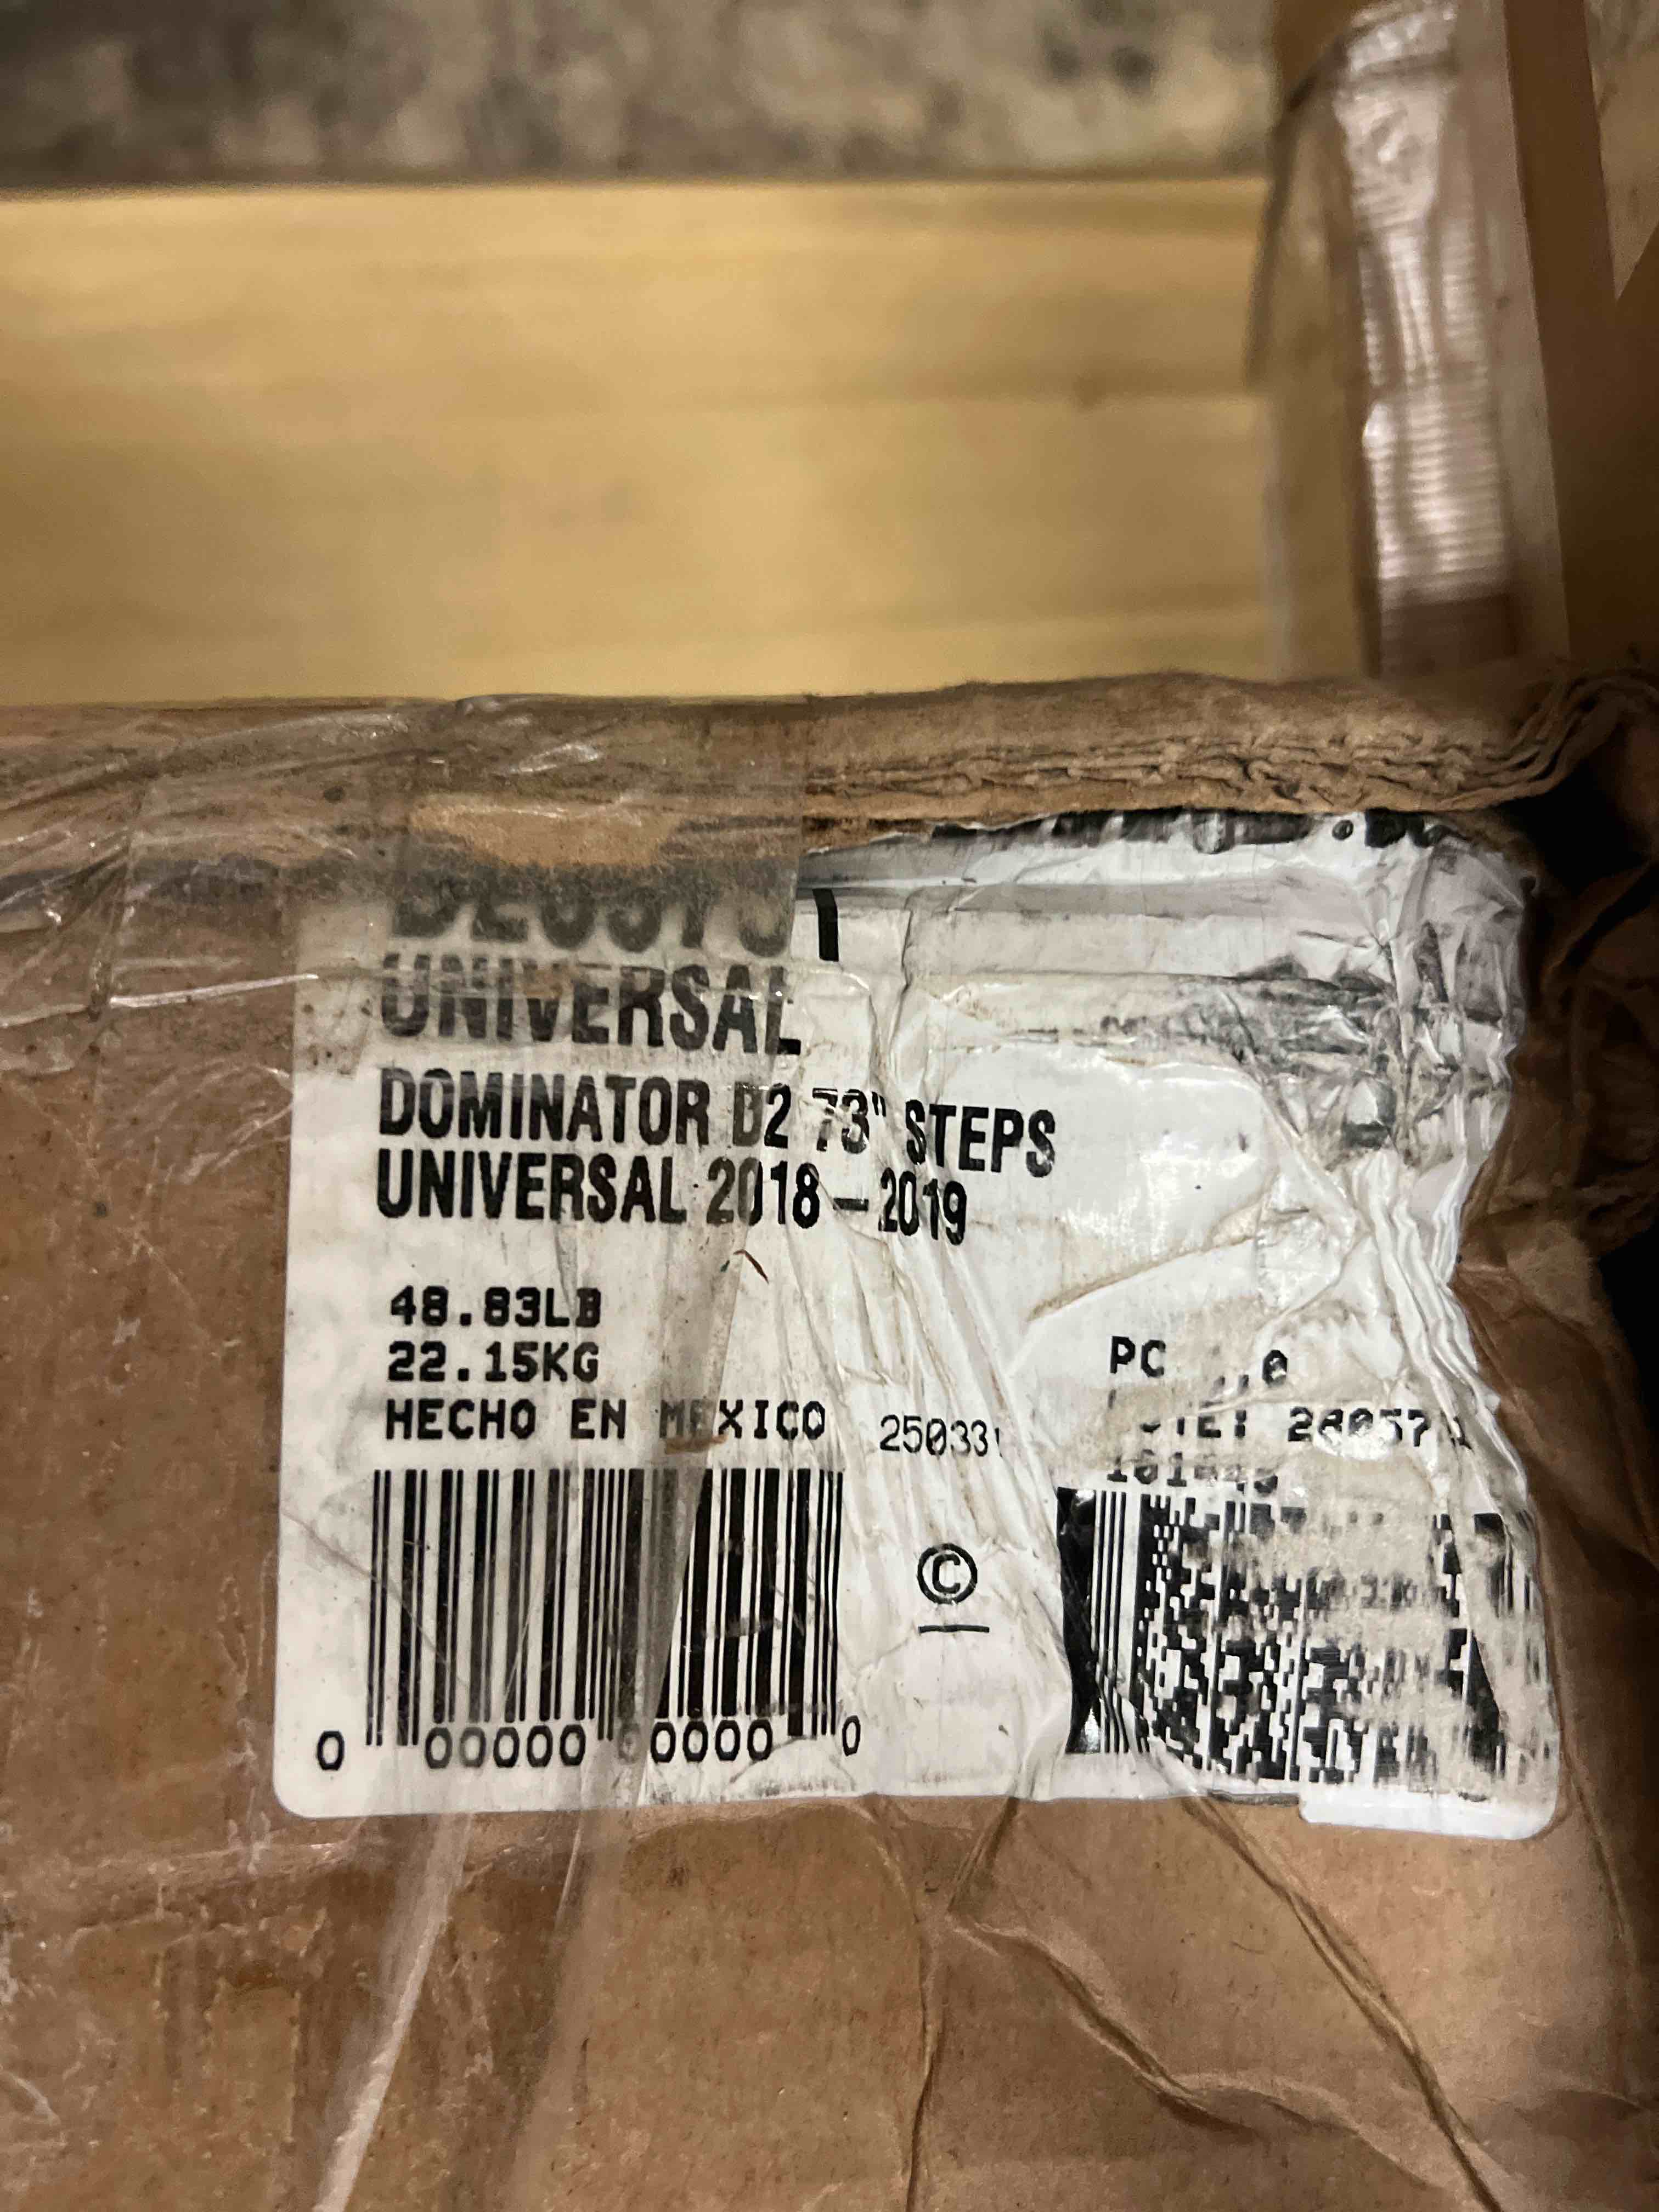 UNIVERSAL
DOMINATOR D2 73" STEPS
UNIVERSAL 2018 – 2019
48.83LB
22.15KG
HECHO EN MEXICO
PC
©
0 00000 00000 0